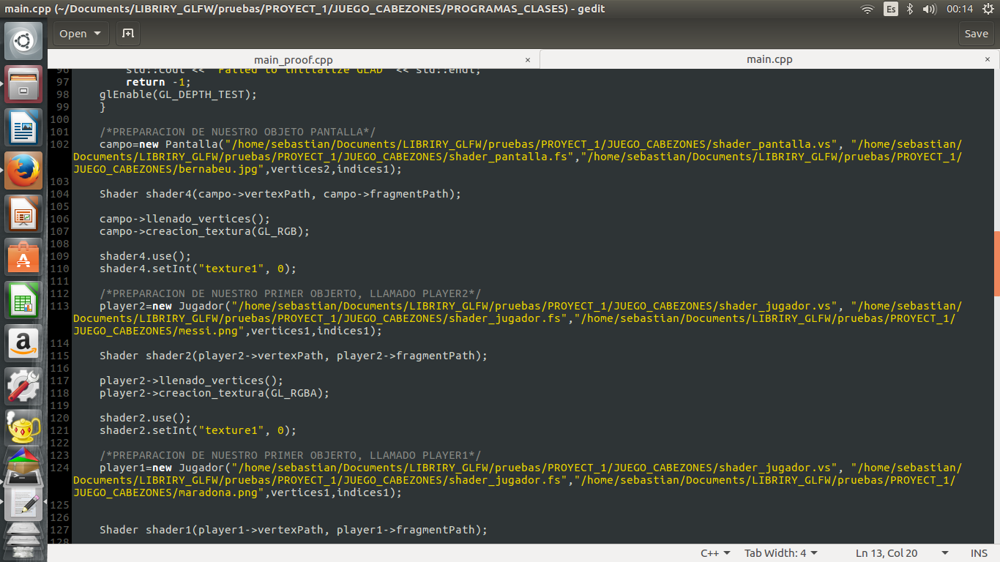 main.cpp (~/Documents/LIBRIRY_GLFW/pruebas/PROYECT_1/JUEGO_CABEZONES/PROGRAMAS_CLASES) - gedit
Es
00:14
Open
Save
main_proof.cpp ×
main.cpp ×
96 std::cout << "Failed to initialize GLAD" << std::endl;
97 return -1;
98 glEnable(GL_DEPTH_TEST);
99 }
100
101 /*PREPARACION DE NUESTRO OBJETO PANTALLA*/
102 campo=new Pantalla("/home/sebastian/Documents/LIBRIRY_GLFW/pruebas/PROYECT_1/JUEGO_CABEZONES/shader_pantalla.vs", "/home/sebastian/
Documents/LIBRIRY_GLFW/pruebas/PROYECT_1/JUEGO_CABEZONES/shader_pantalla.fs","/home/sebastian/Documents/LIBRIRY_GLFW/pruebas/PROYECT_1/
JUEGO_CABEZONES/bernabeu.jpg",vertices2,indices1);
103
104 Shader shader4(campo->vertexPath, campo->fragmentPath);
105
106 campo->llenado_vertices();
107 campo->creacion_textura(GL_RGB);
108
109 shader4.use();
110 shader4.setInt("texture1", 0);
111
112 /*PREPARACION DE NUESTRO PRIMER OBJERTO, LLAMADO PLAYER2*/
113 player2=new Jugador("/home/sebastian/Documents/LIBRIRY_GLFW/pruebas/PROYECT_1/JUEGO_CABEZONES/shader_jugador.vs", "/home/sebastian/
Documents/LIBRIRY_GLFW/pruebas/PROYECT_1/JUEGO_CABEZONES/shader_jugador.fs","/home/sebastian/Documents/LIBRIRY_GLFW/pruebas/PROYECT_1/
JUEGO_CABEZONES/messi.png",vertices1,indices1);
114
115 Shader shader2(player2->vertexPath, player2->fragmentPath);
116
117 player2->llenado_vertices();
118 player2->creacion_textura(GL_RGBA);
119
120 shader2.use();
121 shader2.setInt("texture1", 0);
122
123 /*PREPARACION DE NUESTRO PRIMER OBJERTO, LLAMADO PLAYER1*/
124 player1=new Jugador("/home/sebastian/Documents/LIBRIRY_GLFW/pruebas/PROYECT_1/JUEGO_CABEZONES/shader_jugador.vs", "/home/sebastian/
Documents/LIBRIRY_GLFW/pruebas/PROYECT_1/JUEGO_CABEZONES/shader_jugador.fs","/home/sebastian/Documents/LIBRIRY_GLFW/pruebas/PROYECT_1/
JUEGO_CABEZONES/maradona.png",vertices1,indices1);
125
126
127 Shader shader1(player1->vertexPath, player1->fragmentPath);
128
C++
Tab Width: 4
Ln 13, Col 20
INS